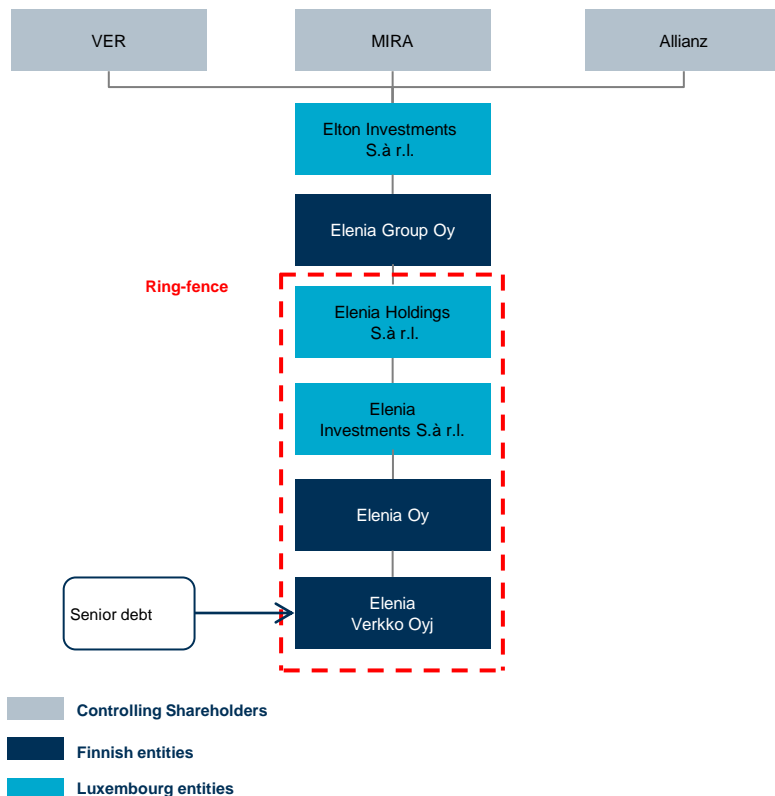 VER
MIRA
Allianz
Elton Investments
S.à r.l.
Elenia Group Oy
Ring-fence
Elenia Holdings
S.à r.l.
Elenia
Investments S.à r.l.
Elenia Oy
Senior debt
Elenia
Verkko Oyj
Controlling Shareholders
Finnish entities
Luxembourg entities